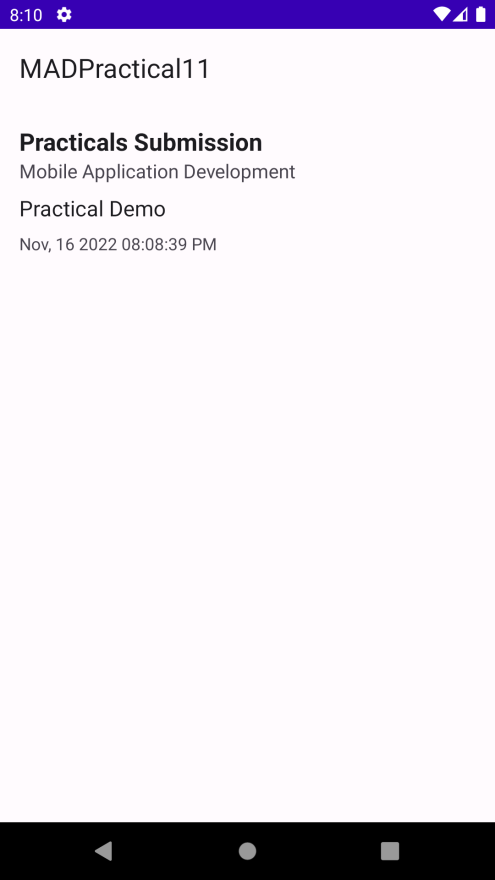 8:10
MADPractical11
Practicals Submission
Mobile Application Development
Practical Demo
Nov, 16 2022 08:08:39 PM